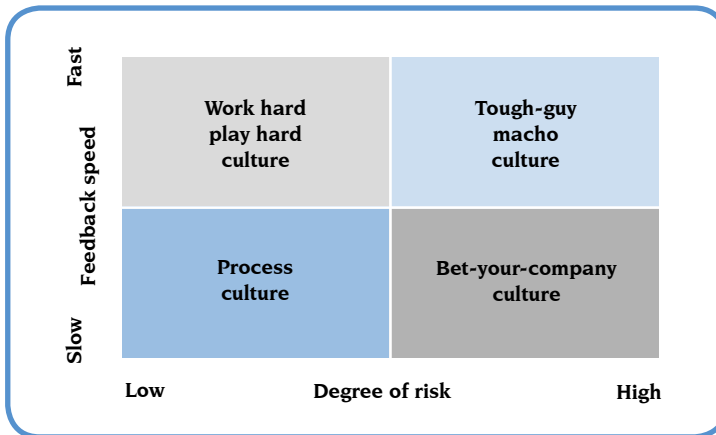 Fast
Feedback speed
Slow
Work hard
play hard
culture
Tough-guy
macho
culture
Process
culture
Bet-your-company
culture
Low
Degree of risk
High